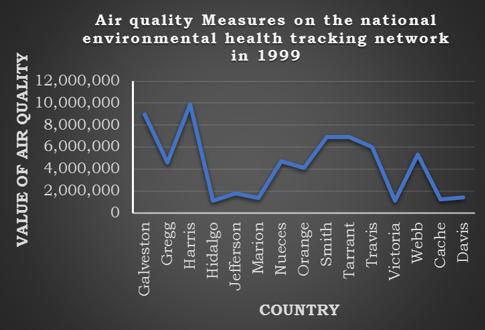 Air quality Measures on the national
environmental health tracking network
in 1999
VALUE OF AIR QUALITY
12,000,000
10,000,000
8,000,000
6,000,000
4,000,000
2,000,000
0
Galveston
Gregg
Harris
Hidalgo
Jefferson
Marion
Nueces
Orange
Smith
Tarrant
Travis
Victoria
Webb
Cache
Davis
COUNTRY